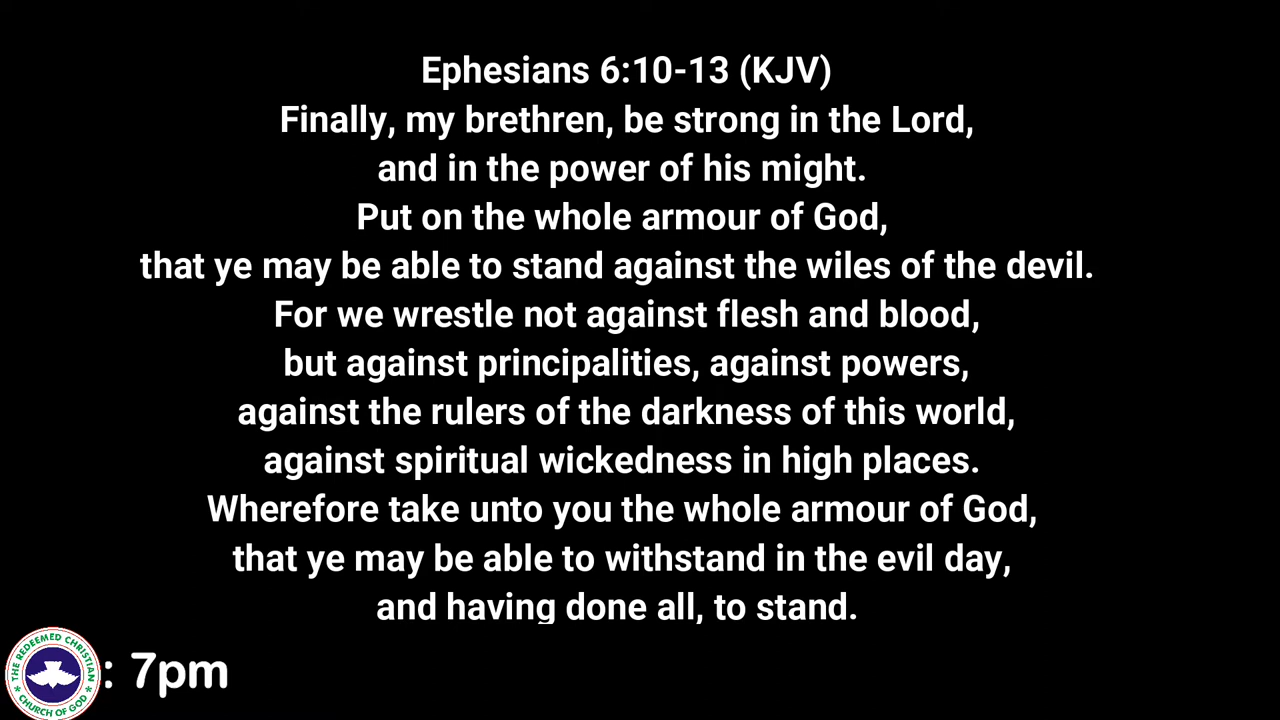 Ephesians 6:10-13 (KJV)
Finally, my brethren, be strong in the Lord,
and in the power of his might.
Put on the whole armour of God,
that ye may be able to stand against the wiles of the devil.
For we wrestle not against flesh and blood,
but against principalities, against powers,
against the rulers of the darkness of this world,
against spiritual wickedness in high places.
Wherefore take unto you the whole armour of God,
that ye may be able to withstand in the evil day,
and having done all, to stand.
THE REDEEMED CHRISTIAN
CHURCH OF GOD
: 7pm